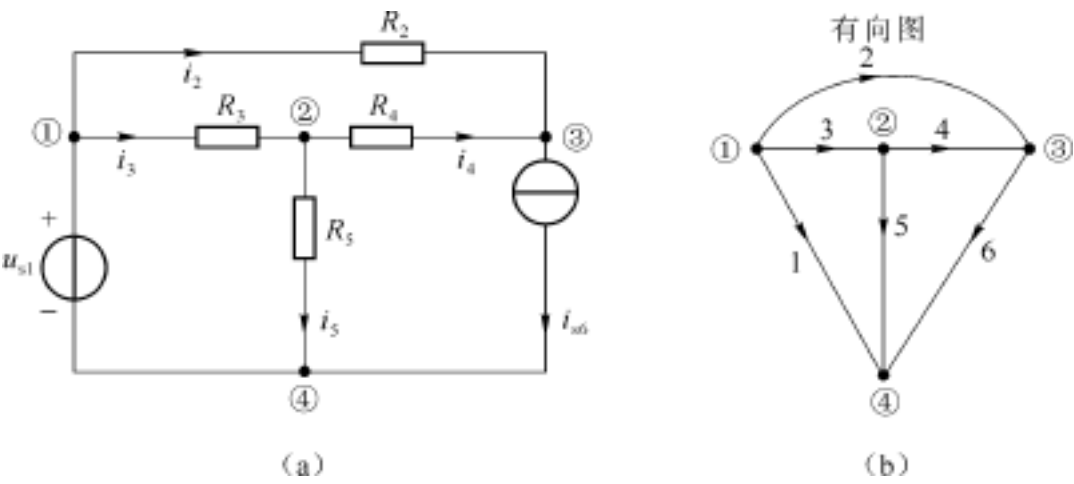 R₂
i₂
① R₃ ② R₄ ③
i₃ i₄
+
uₛ₁
−
R₅
i₅ iₛ₆
④
(a)
有向图
2
① 3 ② 4 ③
1 5 6
④
(b)